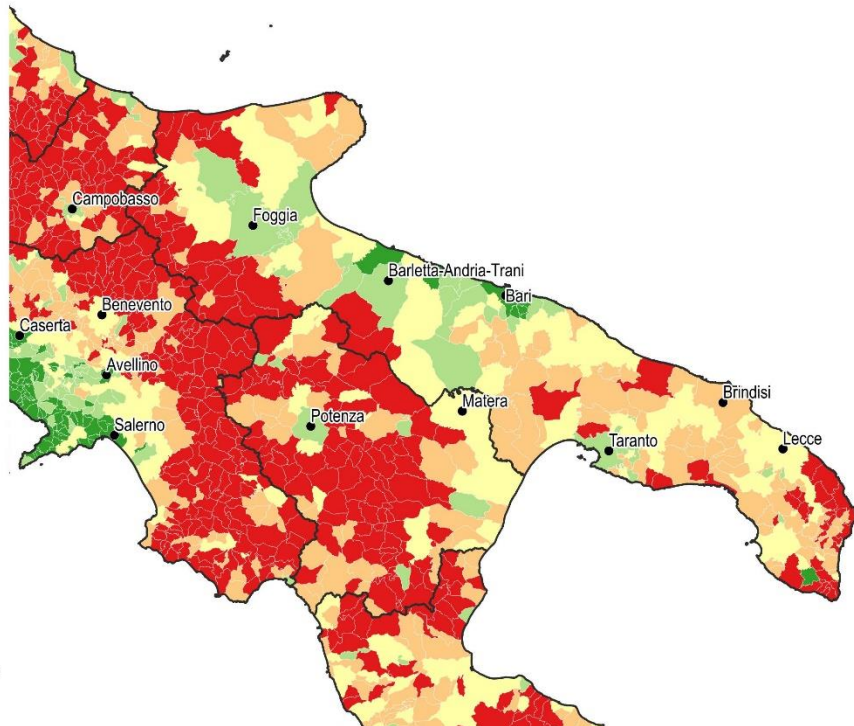 Campobasso
Foggia
Barletta-Andria-Trani
Bari
Benevento
Caserta
Avellino
Matera
Brindisi
Potenza
Salerno
Taranto
Lecce